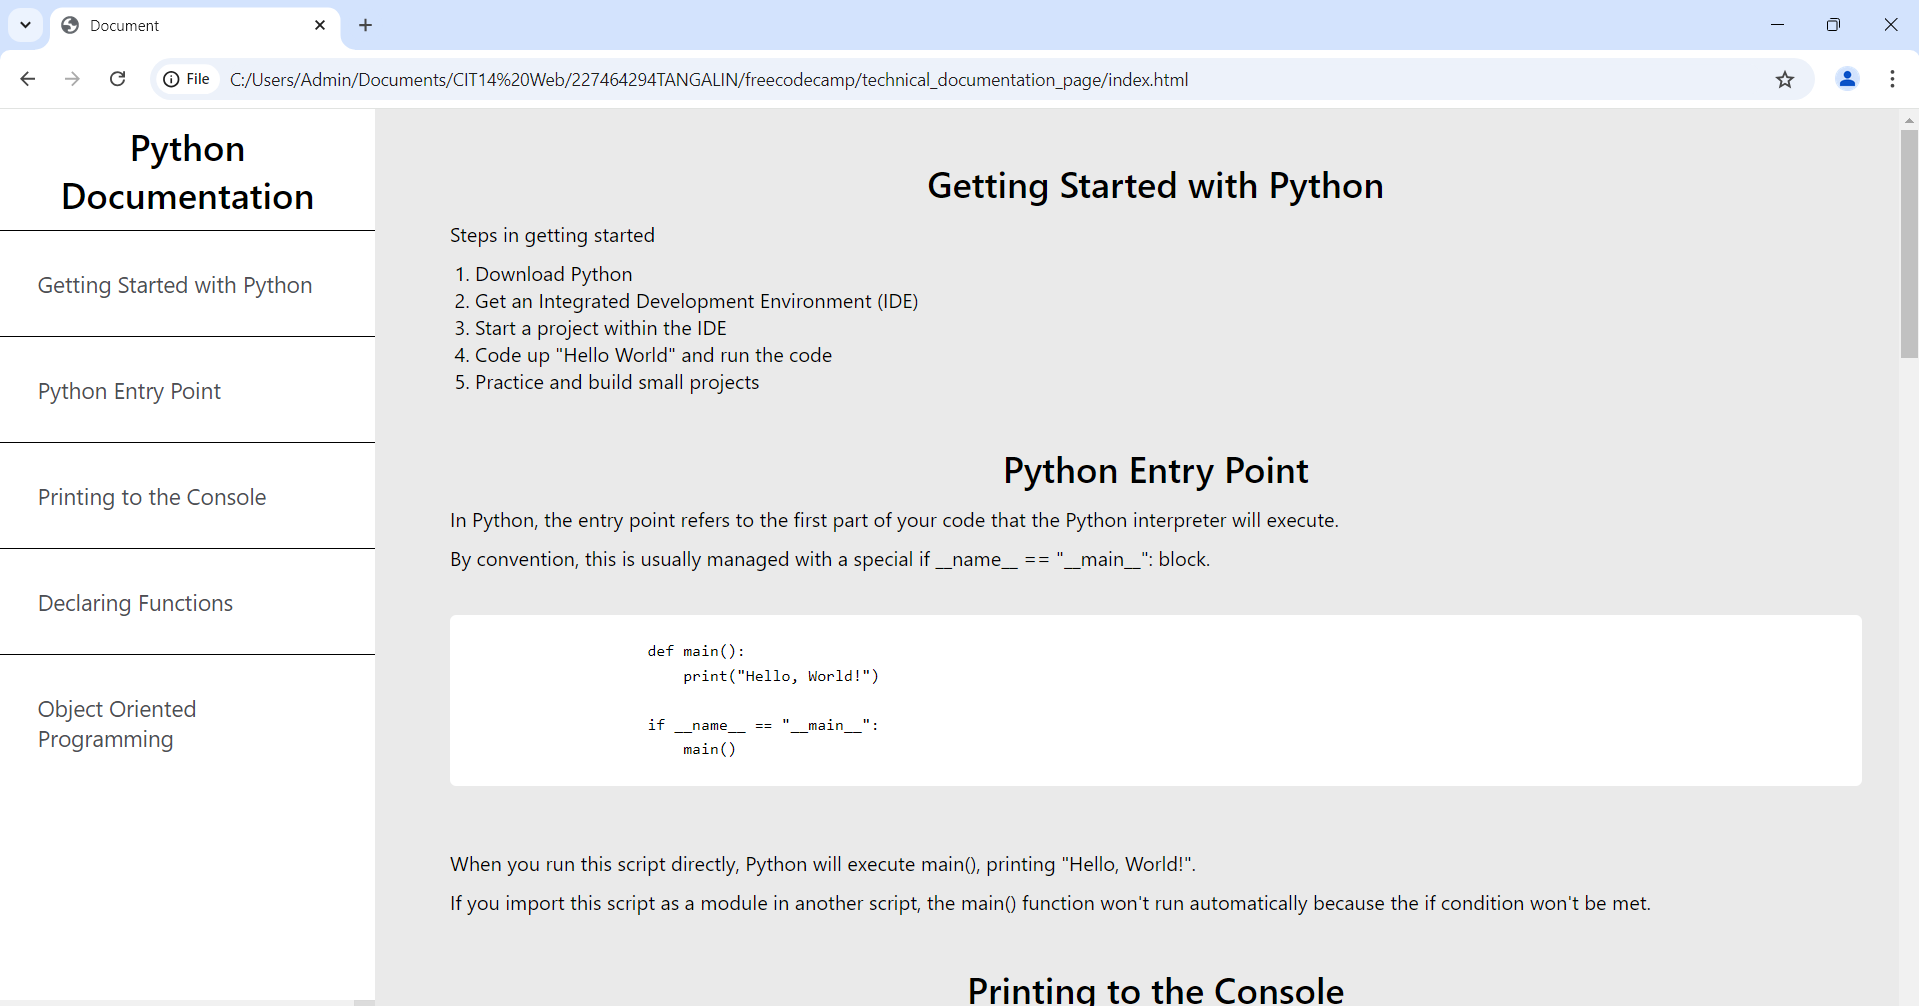 Document
File
C:/Users/Admin/Documents/CIT14%20Web/227464294TANGALIN/freecodecamp/technical_documentation_page/index.html
Python
Documentation
Getting Started with Python
Python Entry Point
Printing to the Console
Declaring Functions
Object Oriented
Programming
Getting Started with Python
Steps in getting started
1. Download Python
2. Get an Integrated Development Environment (IDE)
3. Start a project within the IDE
4. Code up "Hello World" and run the code
5. Practice and build small projects
Python Entry Point
In Python, the entry point refers to the first part of your code that the Python interpreter will execute.
By convention, this is usually managed with a special if __name__ == "__main__": block.
def main():
    print("Hello, World!")
if __name__ == "__main__":
    main()
When you run this script directly, Python will execute main(), printing "Hello, World!".
If you import this script as a module in another script, the main() function won't run automatically because the if condition won't be met.
Printing to the Console